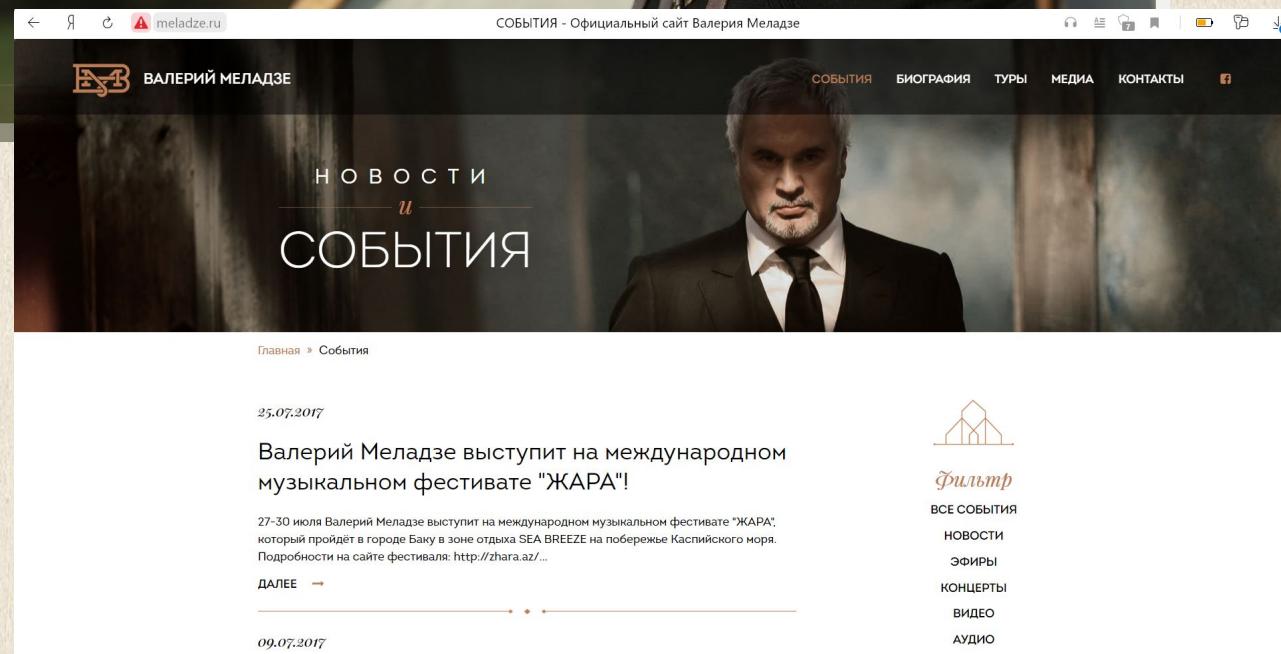 meladze.ru
СОБЫТИЯ - Официальный сайт Валерия Меладзе
ВАЛЕРИЙ МЕЛАДЗЕ
СОБЫТИЯ БИОГРАФИЯ ТУРЫ МЕДИА КОНТАКТЫ
НОВОСТИ
и
СОБЫТИЯ
Главная » События
25.07.2017
Валерий Меладзе выступит на международном
музыкальном фестивате "ЖАРА"!
27-30 июля Валерий Меладзе выступит на международном музыкальном фестивате "ЖАРА",
который пройдёт в городе Баку в зоне отдыха SEA BREEZE на побережье Каспийского моря.
Подробности на сайте фестиваля: http://zhara.az/...
ДАЛЕЕ →
09.07.2017
Фильтр
ВСЕ СОБЫТИЯ
НОВОСТИ
ЭФИРЫ
КОНЦЕРТЫ
ВИДЕО
АУДИО